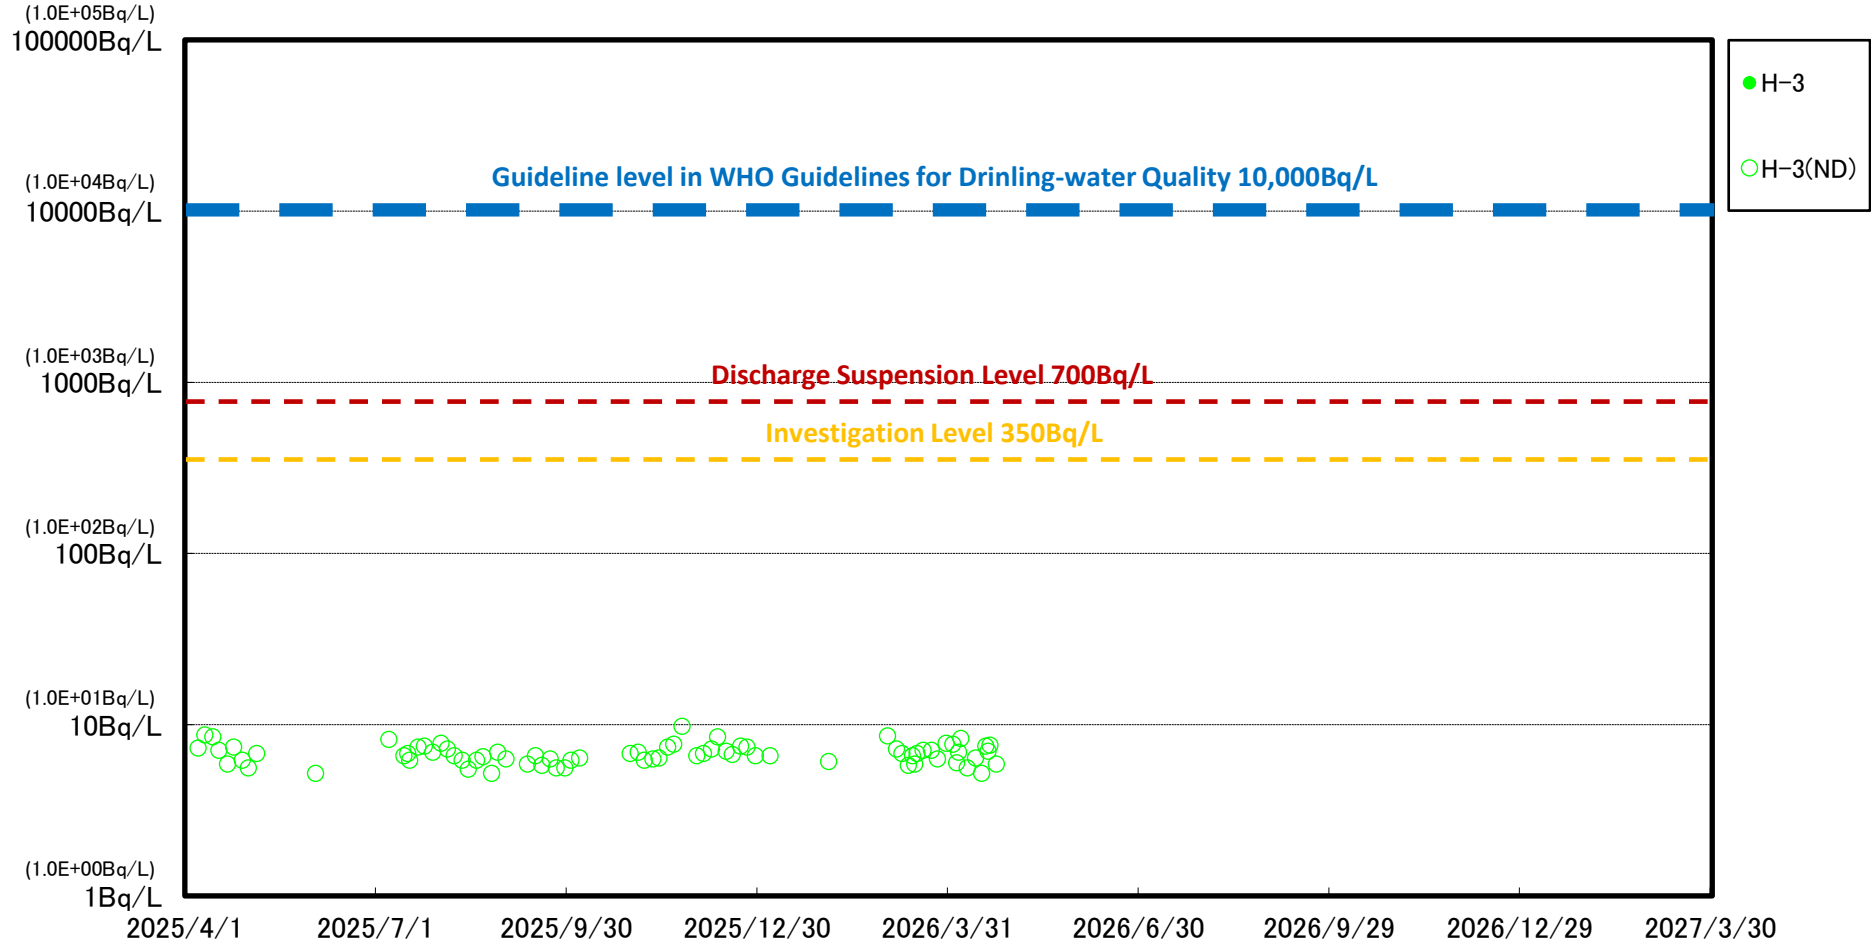 (1.0E+05Bq/L)
100000Bq/L
H-3
Guideline level in WHO Guidelines for Drinling-water Quality 10,000Bq/L
H-3(ND)
(1.0E+04Bq/L)
10000Bq/L
(1.0E+03Bq/L)
1000Bq/L
Discharge Suspension Level 700Bq/L
Investigation Level 350Bq/L
(1.0E+02Bq/L)
100Bq/L
(1.0E+01Bq/L)
10Bq/L
(1.0E+00Bq/L)
1Bq/L
2025/4/1 2025/7/1 2025/9/30 2025/12/30 2026/3/31 2026/6/30 2026/9/29 2026/12/29 2027/3/30